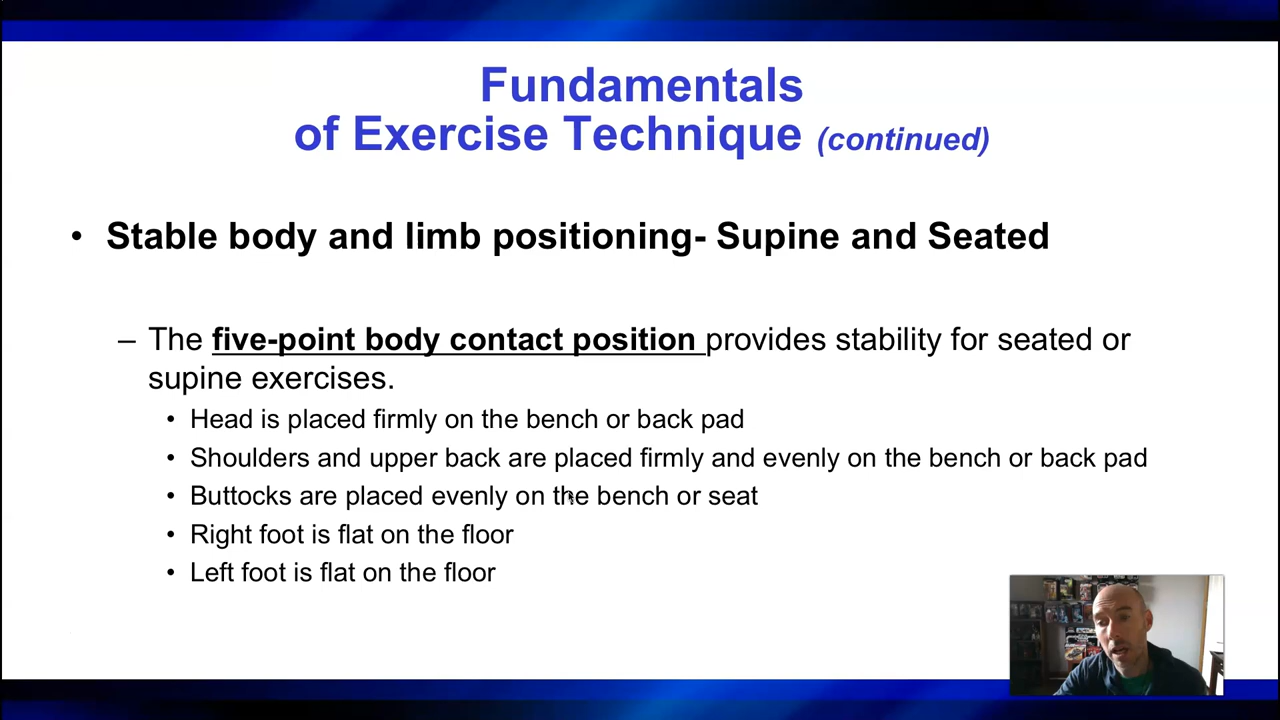 Fundamentals
of Exercise Technique (continued)
• Stable body and limb positioning- Supine and Seated
– The five-point body contact position provides stability for seated or
supine exercises.
• Head is placed firmly on the bench or back pad
• Shoulders and upper back are placed firmly and evenly on the bench or back pad
• Buttocks are placed evenly on the bench or seat
• Right foot is flat on the floor
• Left foot is flat on the floor